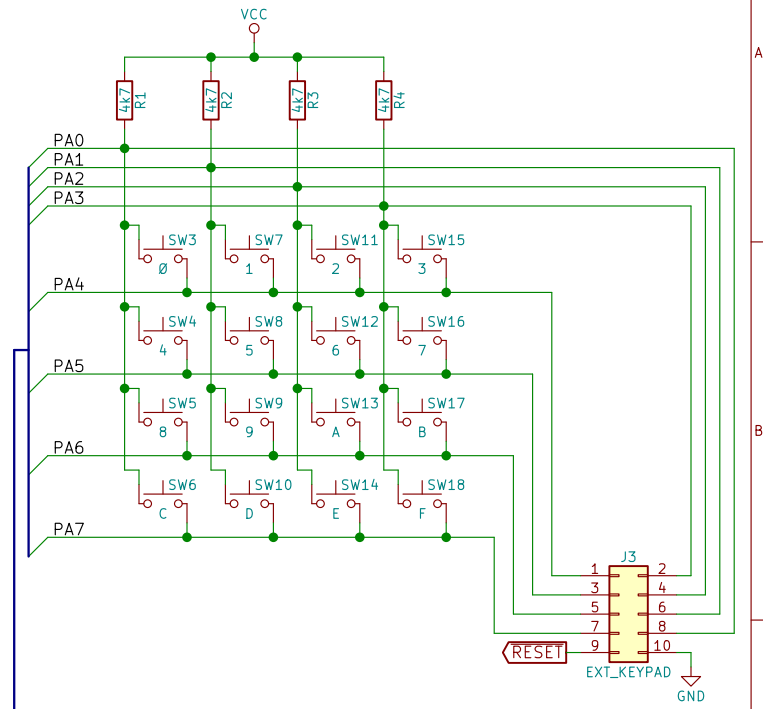 VCC
A
4k7 R1 4k7 R2 4k7 R3 4k7 R4
PA0
PA1
PA2
PA3
SW3 SW7 SW11 SW15
Ø 1 2 3
PA4
SW4 SW8 SW12 SW16
4 5 6 7
PA5
SW5 SW9 SW13 SW17
8 9 A B
B
PA6
SW6 SW10 SW14 SW18
C D E F
PA7
J3
1 2
3 4
5 6
7 8
RESET 9 10
EXT_KEYPAD
GND